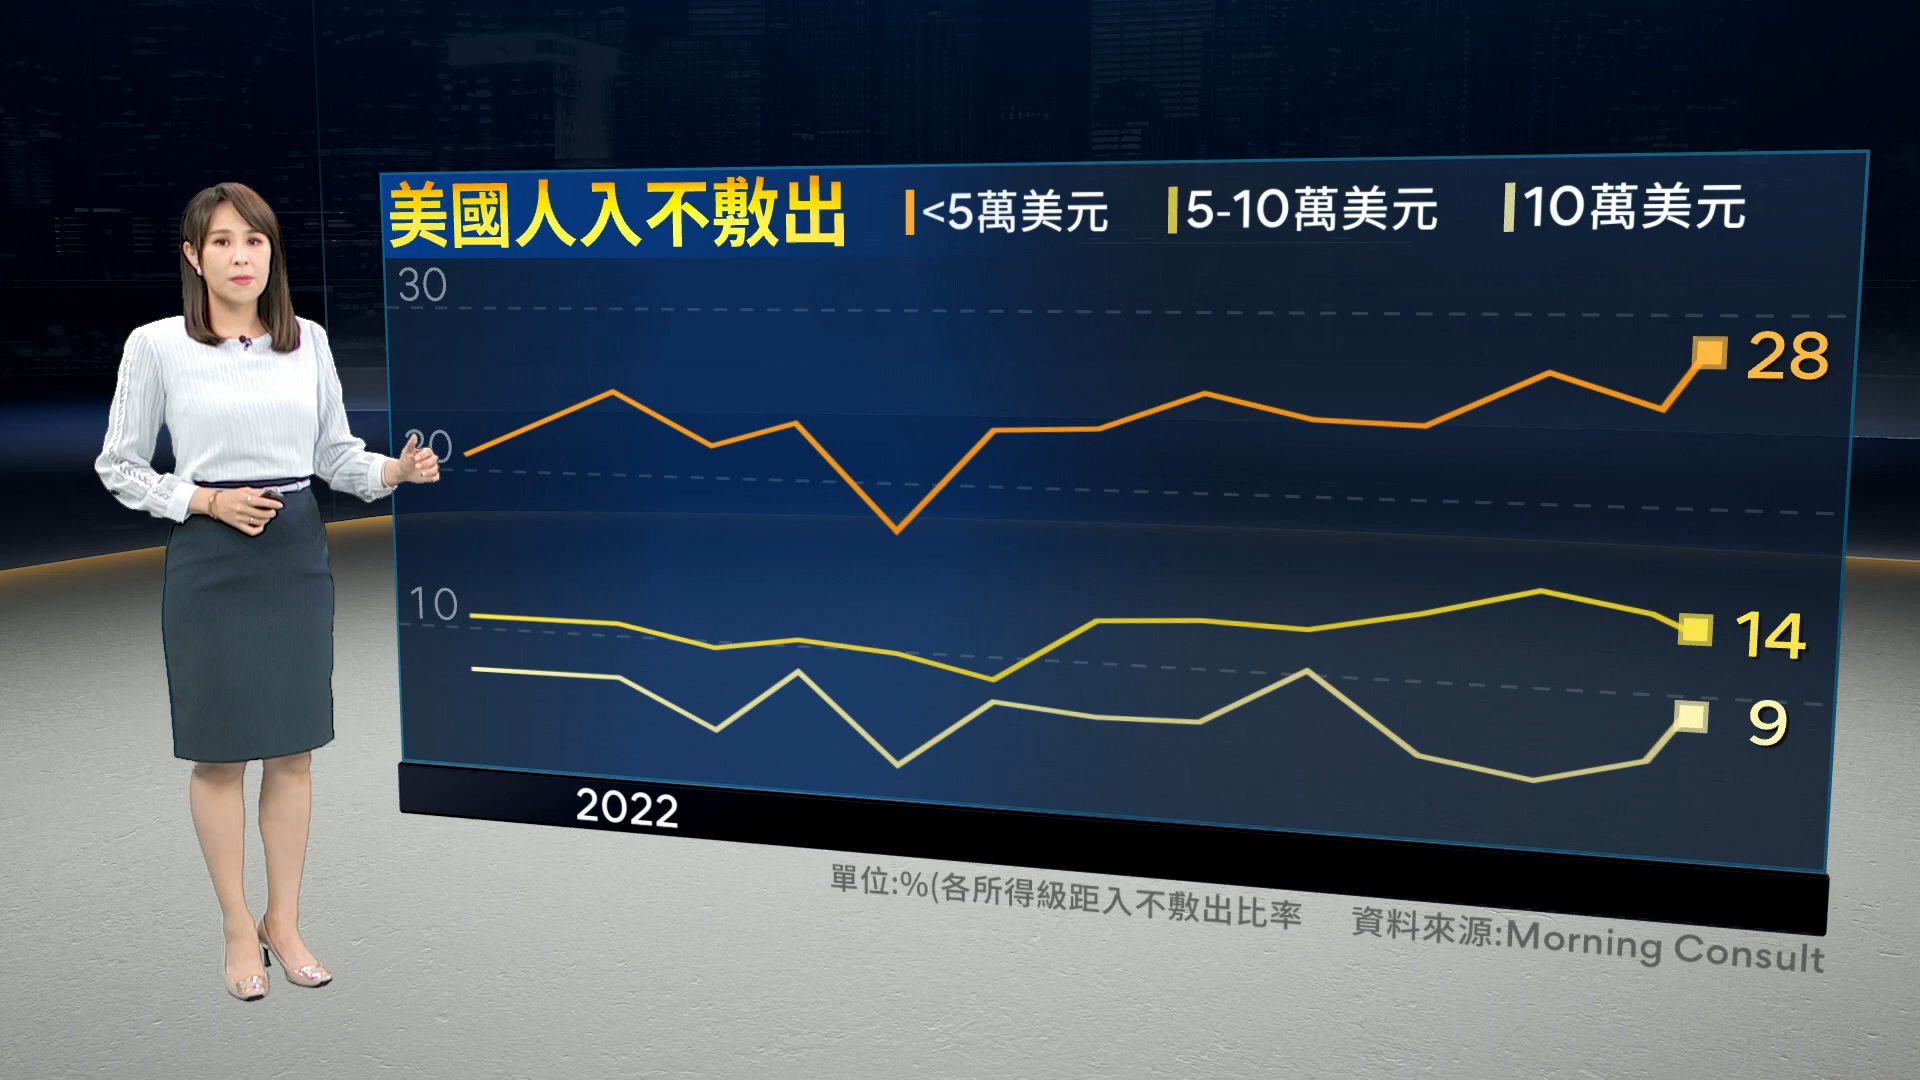 美國人入不敷出
<5萬美元
5-10萬美元
10萬美元
30
20
10
28
14
9
2022
單位:%(各所得級距入不敷出比率
資料來源:Morning Consult